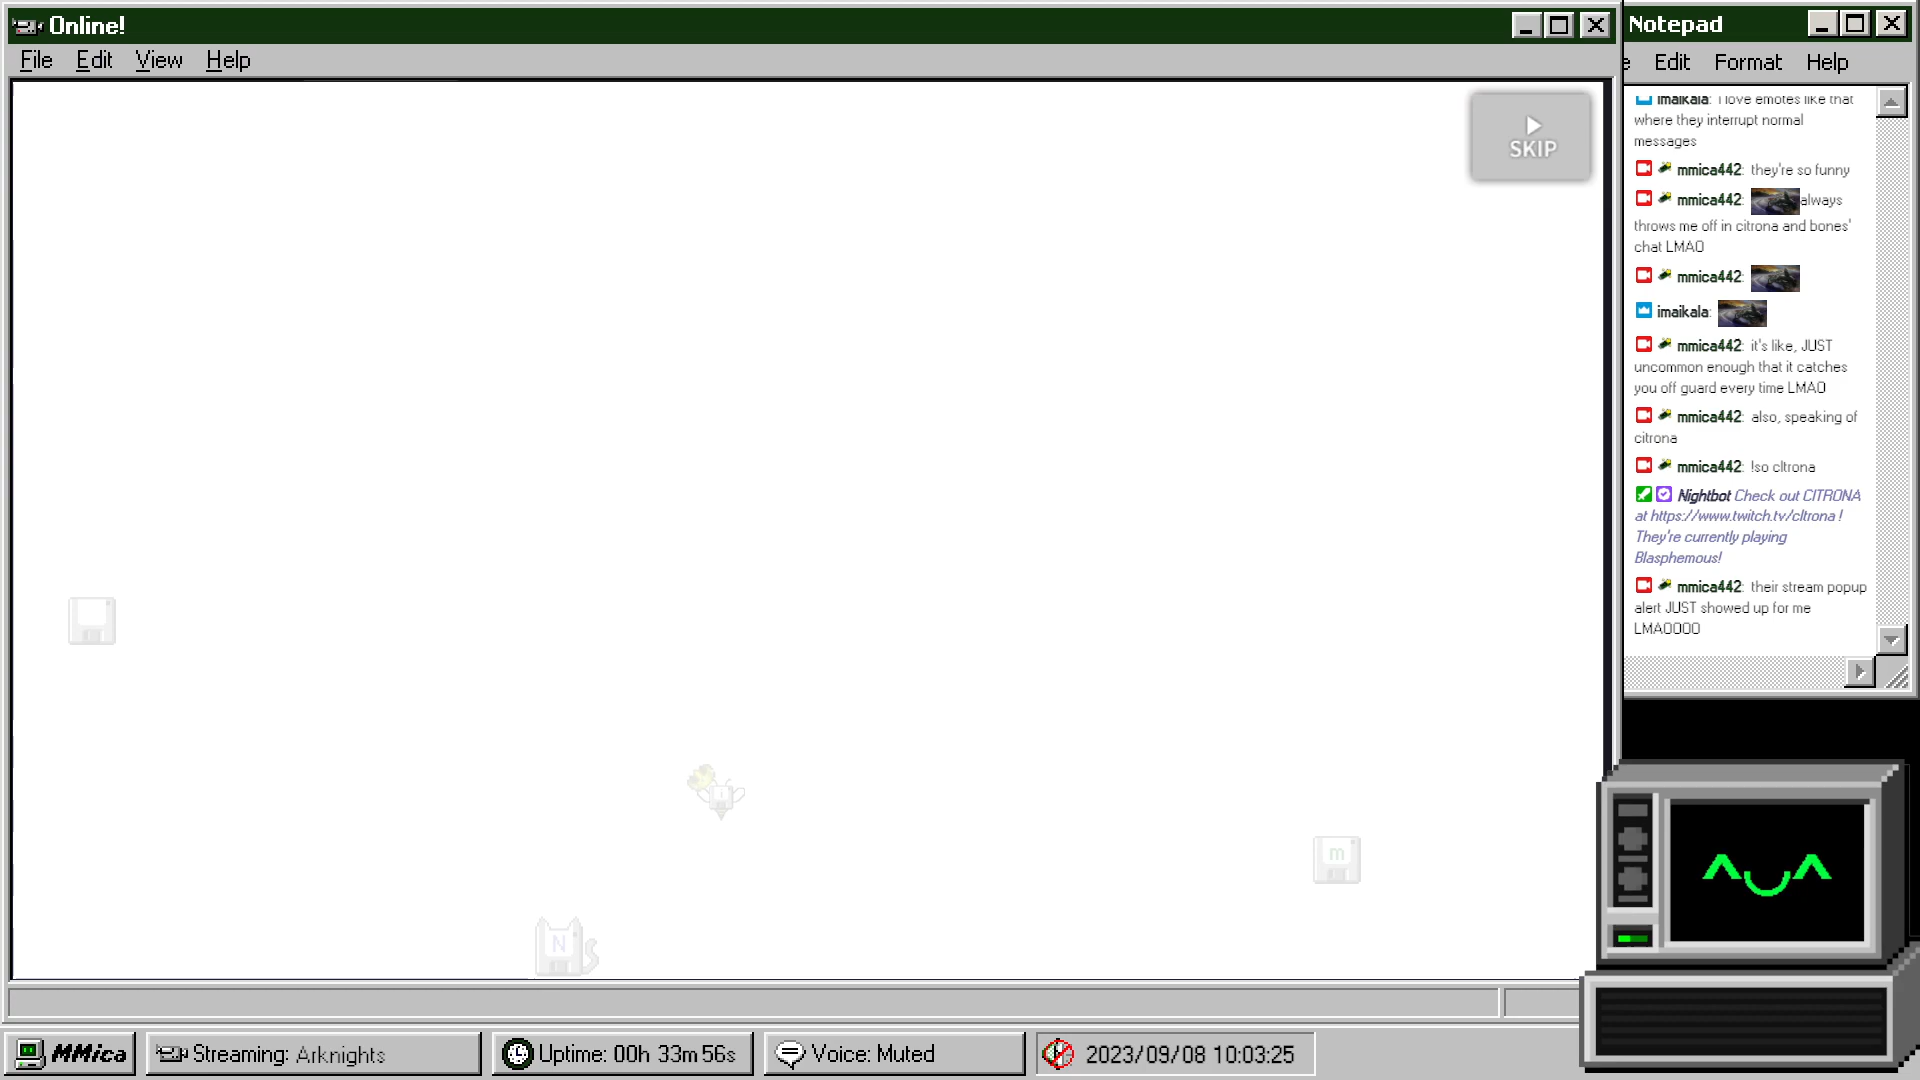 Online!
File Edit View Help
SKIP
Notepad
Edit Format Help
imaikala: I love emotes like that
where they interrupt normal
messages
mmica442: they're so funny
mmica442: always
throws me off in citrona and bones'
chat LMAO
mmica442:
imaikala:
mmica442: it's like, JUST
uncommon enough that it catches
you off guard every time LMAO
mmica442: also, speaking of
citrona
mmica442: !so cltrona
Nightbot Check out CITRONA
at https://www.twitch.tv/cltrona !
They're currently playing
Blasphemous!
mmica442: their stream popup
alert JUST showed up for me
LMAOOOO
m
N
MMica
Streaming: Arknights
Uptime: 00h 33m 56s
Voice: Muted
2023/09/08 10:03:25